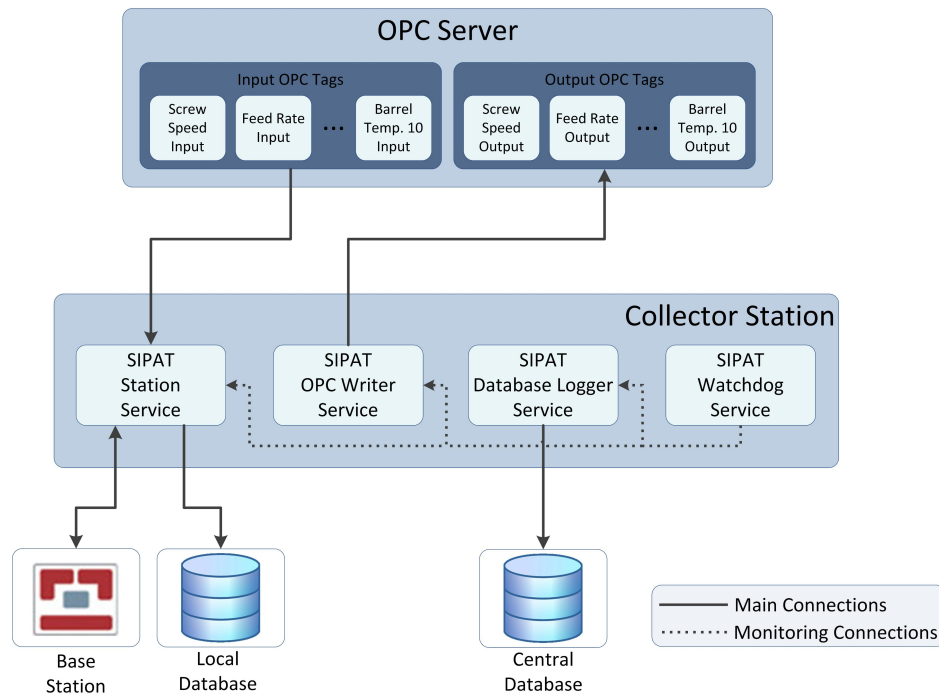 OPC Server
Input OPC Tags
Screw
Speed
Input
Feed Rate
Input
...
Barrel
Temp. 10
Input
Output OPC Tags
Screw
Speed
Output
Feed Rate
Output
...
Barrel
Temp. 10
Output
Collector Station
SIPAT
Station
Service
SIPAT
OPC Writer
Service
SIPAT
Database Logger
Service
SIPAT
Watchdog
Service
Base
Station
Local
Database
Central
Database
Main Connections
Monitoring Connections